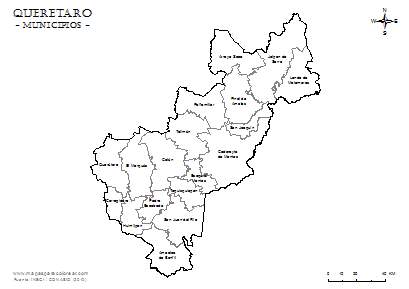 QUERETARO
- MUNICIPIOS -
N
W E
S
Arroyo Seco
Jalpan de
Serra
Landa de
Matamoros
Peñamiller
Pinal de
Amoles
San Joaquín
Tolimán
Cadereyta
de Montes
Colón
Querétaro
El Marqués
Ezequiel
Montes
Tequisquiapan
Corregidora
Pedro
Escobedo
San Juan del Río
Huimilpan
Amealco
de Bonfil
www.mapasparacolorear.com
Fuente: INEGI / CONABIO (2010)
0 10 20 40 KM